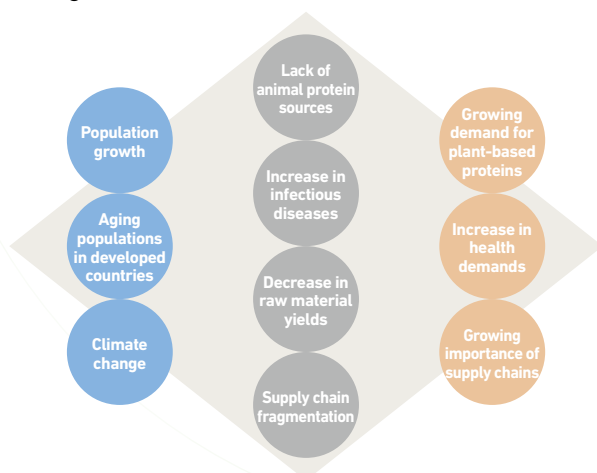 Population
growth
Aging
populations
in developed
countries
Climate
change
Lack of
animal protein
sources
Increase in
infectious
diseases
Decrease in
raw material
yields
Supply chain
fragmentation
Growing
demand for
plant-based
proteins
Increase in
health
demands
Growing
importance of
supply chains